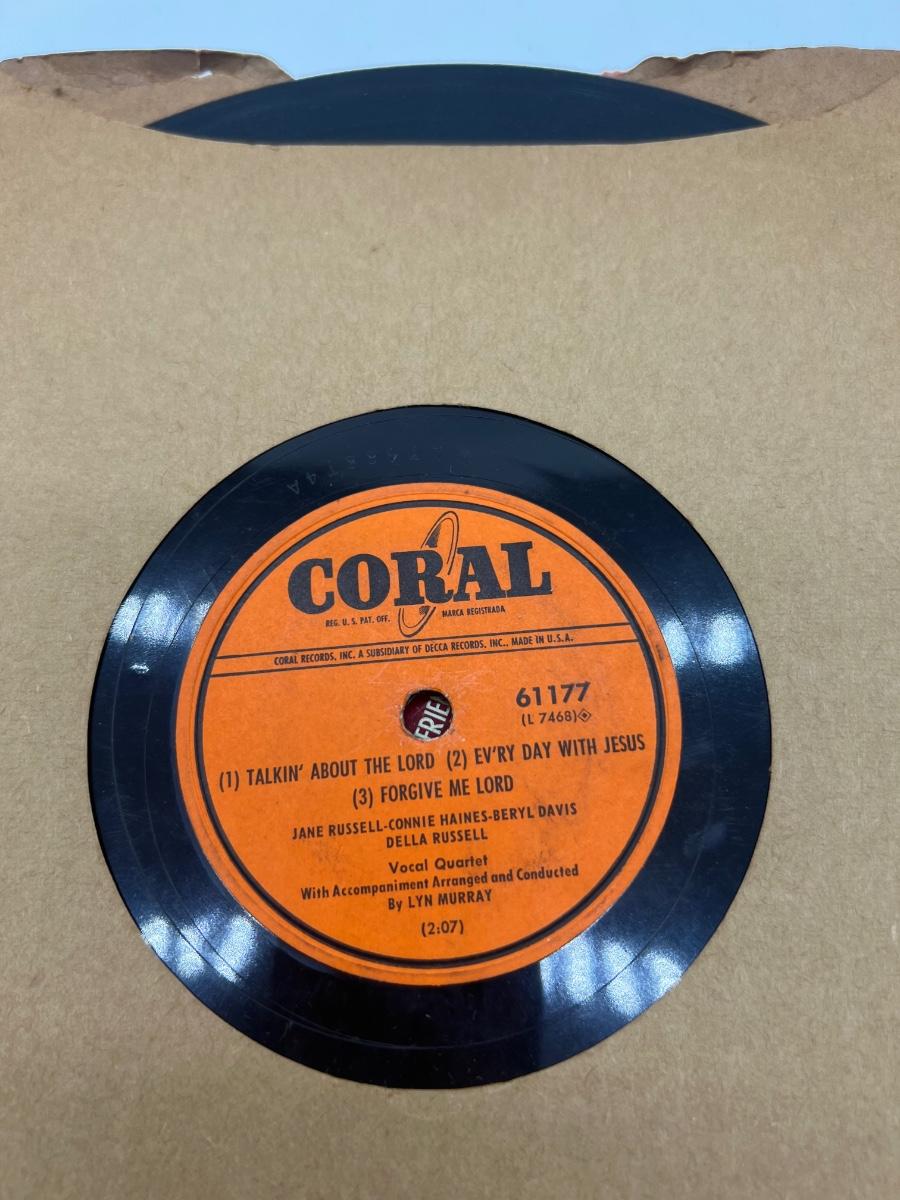 CORAL
REG. U. S. PAT. OFF. MARCA REGISTRADA
CORAL RECORDS, INC. A SUBSIDIARY OF DECCA RECORDS, INC., MADE IN U.S.A.
61177
(L 7468)
FRIE
(1) TALKIN' ABOUT THE LORD (2) EV'RY DAY WITH JESUS
(3) FORGIVE ME LORD
JANE RUSSELL-CONNIE HAINES-BERYL DAVIS
DELLA RUSSELL
Vocal Quartet
With Accompaniment Arranged and Conducted
By LYN MURRAY
(2:07)